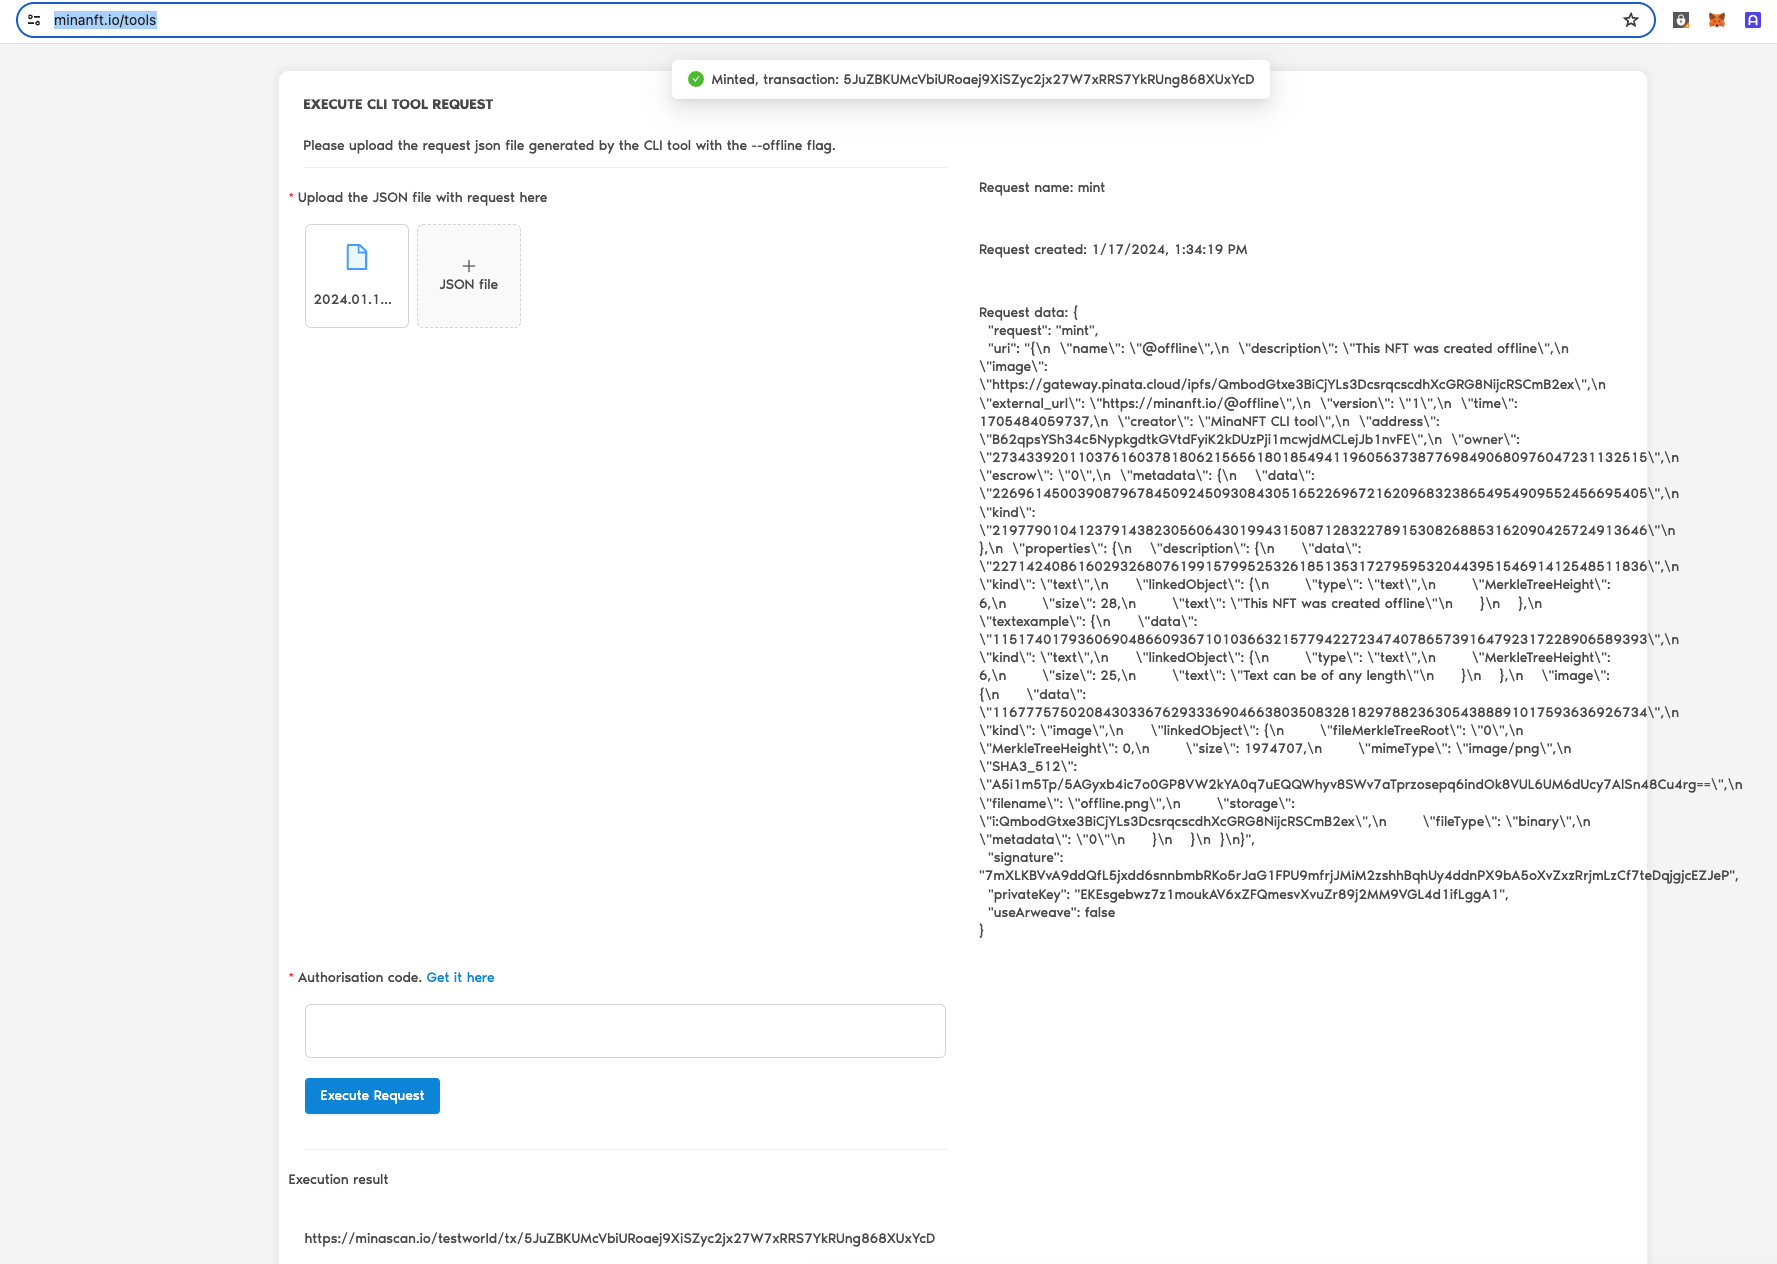 minanft.io/tools
Minted, transaction: 5JuZBKUMcVbiURoaej9XiSZyc2jx27W7xRRS7YkRUng868XUxYcD
EXECUTE CLI TOOL REQUEST
Please upload the request json file generated by the CLI tool with the --offline flag.
* Upload the JSON file with request here
2024.01.1...
JSON file
Request name: mint
Request created: 1/17/2024, 1:34:19 PM
Request data: {
"request": "mint",
"uri": "{\n  \"name\": \"@offline\",\n  \"description\": \"This NFT was created offline\",\n
\"image\":
\"https://gateway.pinata.cloud/ipfs/QmbodGtxe3BiCjYLs3DcsrqcscdhXcGRG8NijcRSCmB2ex\",\n
\"external_url\": \"https://minanft.io/@offline\",\n  \"version\": \"1\",\n  \"time\":
1705484059737,\n  \"creator\": \"MinaNFT CLI tool\",\n  \"address\":
\"B62qpsYSh34c5NypkgdtkGVtdFyiK2kDUzPji1mcwjdMCLejJb1nvFE\",\n  \"owner\":
\"27343392011037616037818062156561801854941196056373877698490680976047231132515\",\n
\"escrow\": \"0\",\n  \"metadata\": {\n    \"data\":
\"22696145003908796784509245093084305165226967216209683238654954909552456695405\",\n
\"kind\":
\"21977901041237914382305606430199431508712832278915308268853162090425724913646\"\n
},\n  \"properties\": {\n    \"description\": {\n      \"data\":
\"22714240861602932680761991579952532618513531727959532044395154691412548511836\",\n
\"kind\": \"text\",\n      \"linkedObject\": {\n        \"type\": \"text\",\n        \"MerkleTreeHeight\":
6,\n        \"size\": 28,\n        \"text\": \"This NFT was created offline\"\n      }\n    },\n
\"textexample\": {\n      \"data\":
\"11517401793606904866093671010366321577942272347407865739164792317228906589393\",\n
\"kind\": \"text\",\n      \"linkedObject\": {\n        \"type\": \"text\",\n        \"MerkleTreeHeight\":
6,\n        \"size\": 25,\n        \"text\": \"Text can be of any length\"\n      }\n    },\n    \"image\":
{\n      \"data\":
\"11677757502084303367629333690466380350832818297882363054388891017593636926734\",\n
\"kind\": \"image\",\n      \"linkedObject\": {\n        \"fileMerkleTreeRoot\": \"0\",\n
\"MerkleTreeHeight\": 0,\n        \"size\": 1974707,\n        \"mimeType\": \"image/png\",\n
\"SHA3_512\":
\"A5i1m5Tp/5AGyxb4ic7o0GP8VW2kYA0q7uEQQWhyv8SWv7aTprzosepq6indOk8VUL6UM6dUcy7AlSn48Cu4rg==\",\n
\"filename\": \"offline.png\",\n        \"storage\":
\"i:QmbodGtxe3BiCjYLs3DcsrqcscdhXcGRG8NijcRSCmB2ex\",\n        \"fileType\": \"binary\",\n
\"metadata\": \"0\"\n      }\n    }\n  }\n}",
"signature":
"7mXLKBVvA9ddQfL5jxdd6snnbmbRKo5rJaG1FPU9mfrjJMiM2zshhBqhUy4ddnPX9bA5oXvZxzRrjmLzCf7teDqjgjcEZJeP",
"privateKey": "EKEsgebwz7z1moukAV6xZFQmesvXvuZr89j2MM9VGL4d1ifLggA1",
"useArweave": false
}
* Authorisation code. Get it here
Execute Request
Execution result
https://minascan.io/testworld/tx/5JuZBKUMcVbiURoaej9XiSZyc2jx27W7xRRS7YkRUng868XUxYcD